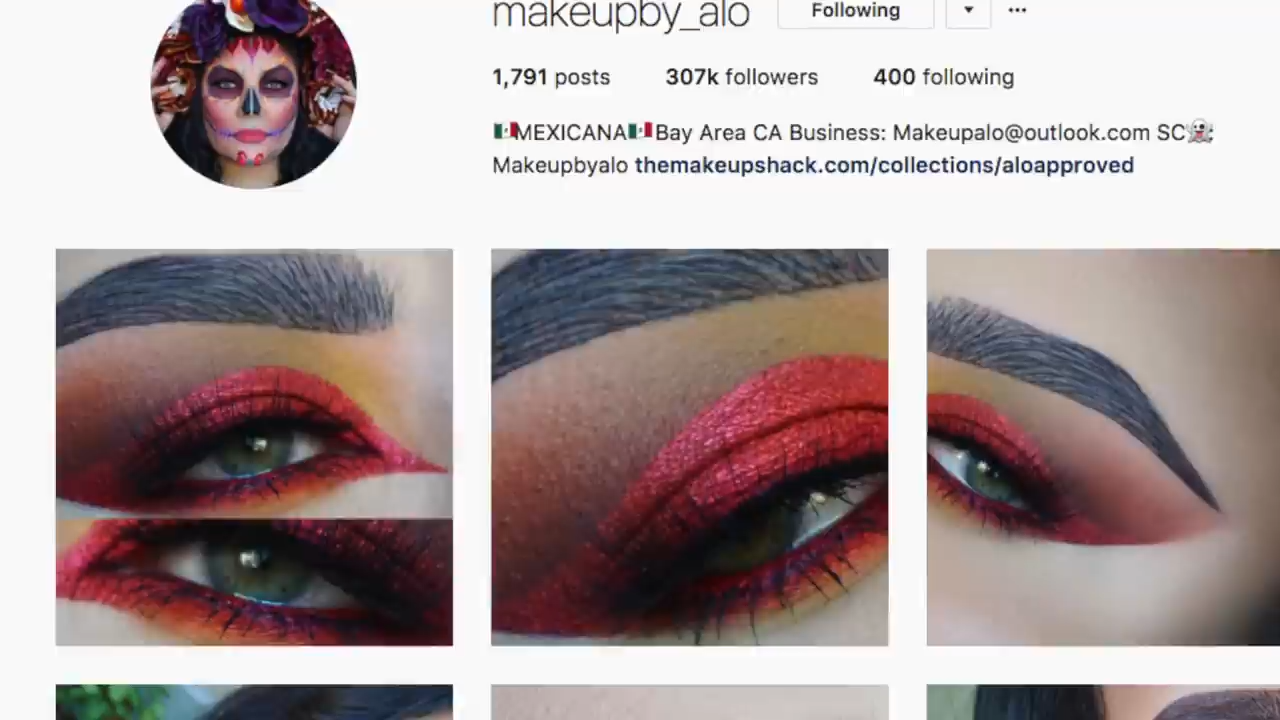 makeupby_alo Following
1,791 posts 307k followers 400 following
🇲🇽MEXICANA🇲🇽Bay Area CA Business: Makeupalo@outlook.com SC👻:
Makeupbyalo themakeupshack.com/collections/aloapproved